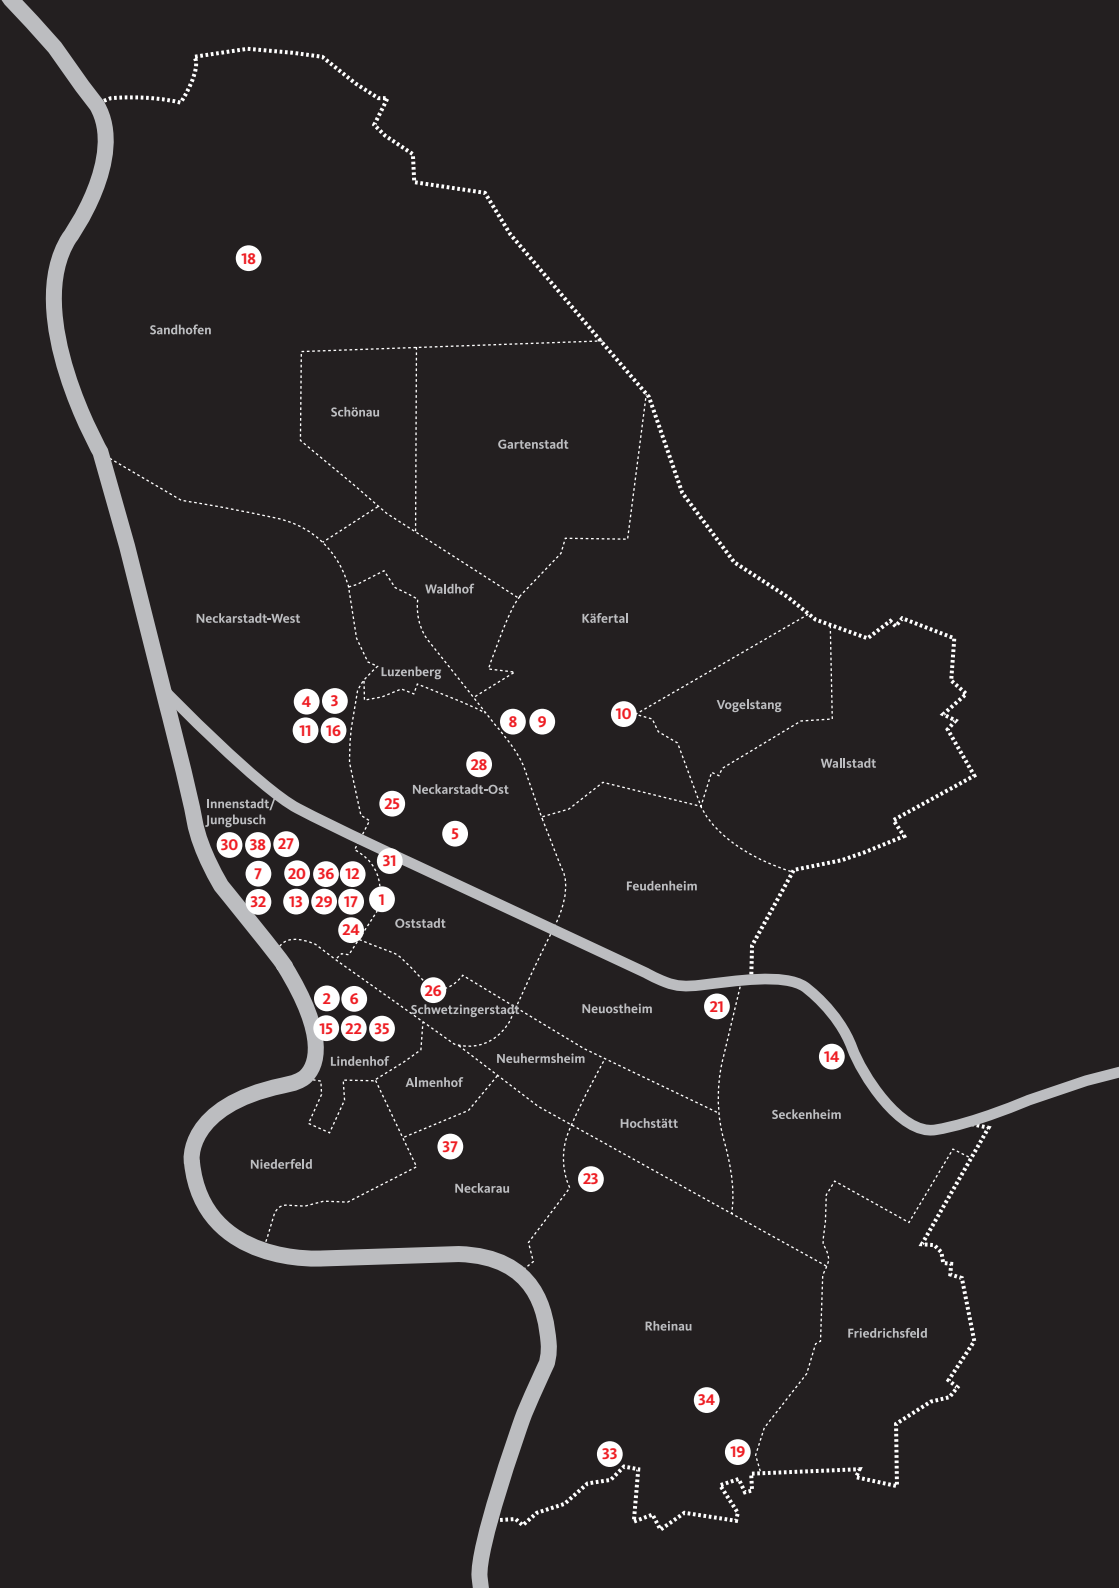 18
Sandhofen
Schönau
Gartenstadt
Waldhof
Neckarstadt-West
Käfertal
Luzenberg
4 3
11 16
8 9
10
Vogelstang
Wallstadt
28
Neckarstadt-Ost
25
5
Innenstadt/
Jungbusch
30 38 27
31
7 20 36 12
32 13 29 17 1
24
Feudenheim
Oststadt
26
Schwetzingerstadt
2 6
15 22 35
Lindenhof
Neuostheim
21
14
Neuhermsheim
Almenhof
Hochstätt
Seckenheim
37
Niederfeld
Neckarau
23
Rheinau
Friedrichsfeld
34
33
19